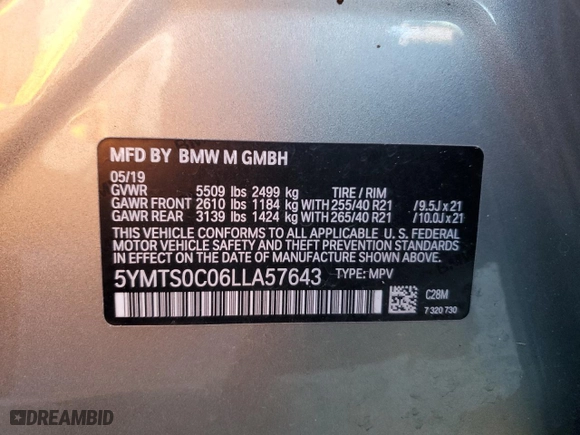 MFD BY BMW M GMBH
05/19
GVWR 5509 lbs 2499 kg TIRE / RIM
GAWR FRONT 2610 lbs 1184 kg WITH 255/40 R21 /9.5J x 21
GAWR REAR 3139 lbs 1424 kg WITH 265/40 R21 /10.0J x 21
THIS VEHICLE CONFORMS TO ALL APPLICABLE U. S. FEDERAL
MOTOR VEHICLE SAFETY, BUMPER, AND THEFT PREVENTION STANDARDS
IN EFFECT ON THE DATE OF MANUFACTURE SHOWN ABOVE.
5YMTS0C06LLA57643 TYPE: MPV
C28M
7 320 730
DREAMBID